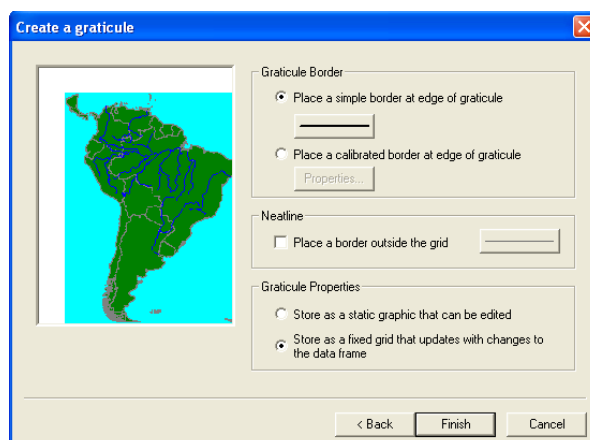 Create a graticule
Graticule Border
Place a simple border at edge of graticule
Place a calibrated border at edge of graticule
Properties...
Neatline
Place a border outside the grid
Graticule Properties
Store as a static graphic that can be edited
Store as a fixed grid that updates with changes to
the data frame
< Back
Finish
Cancel